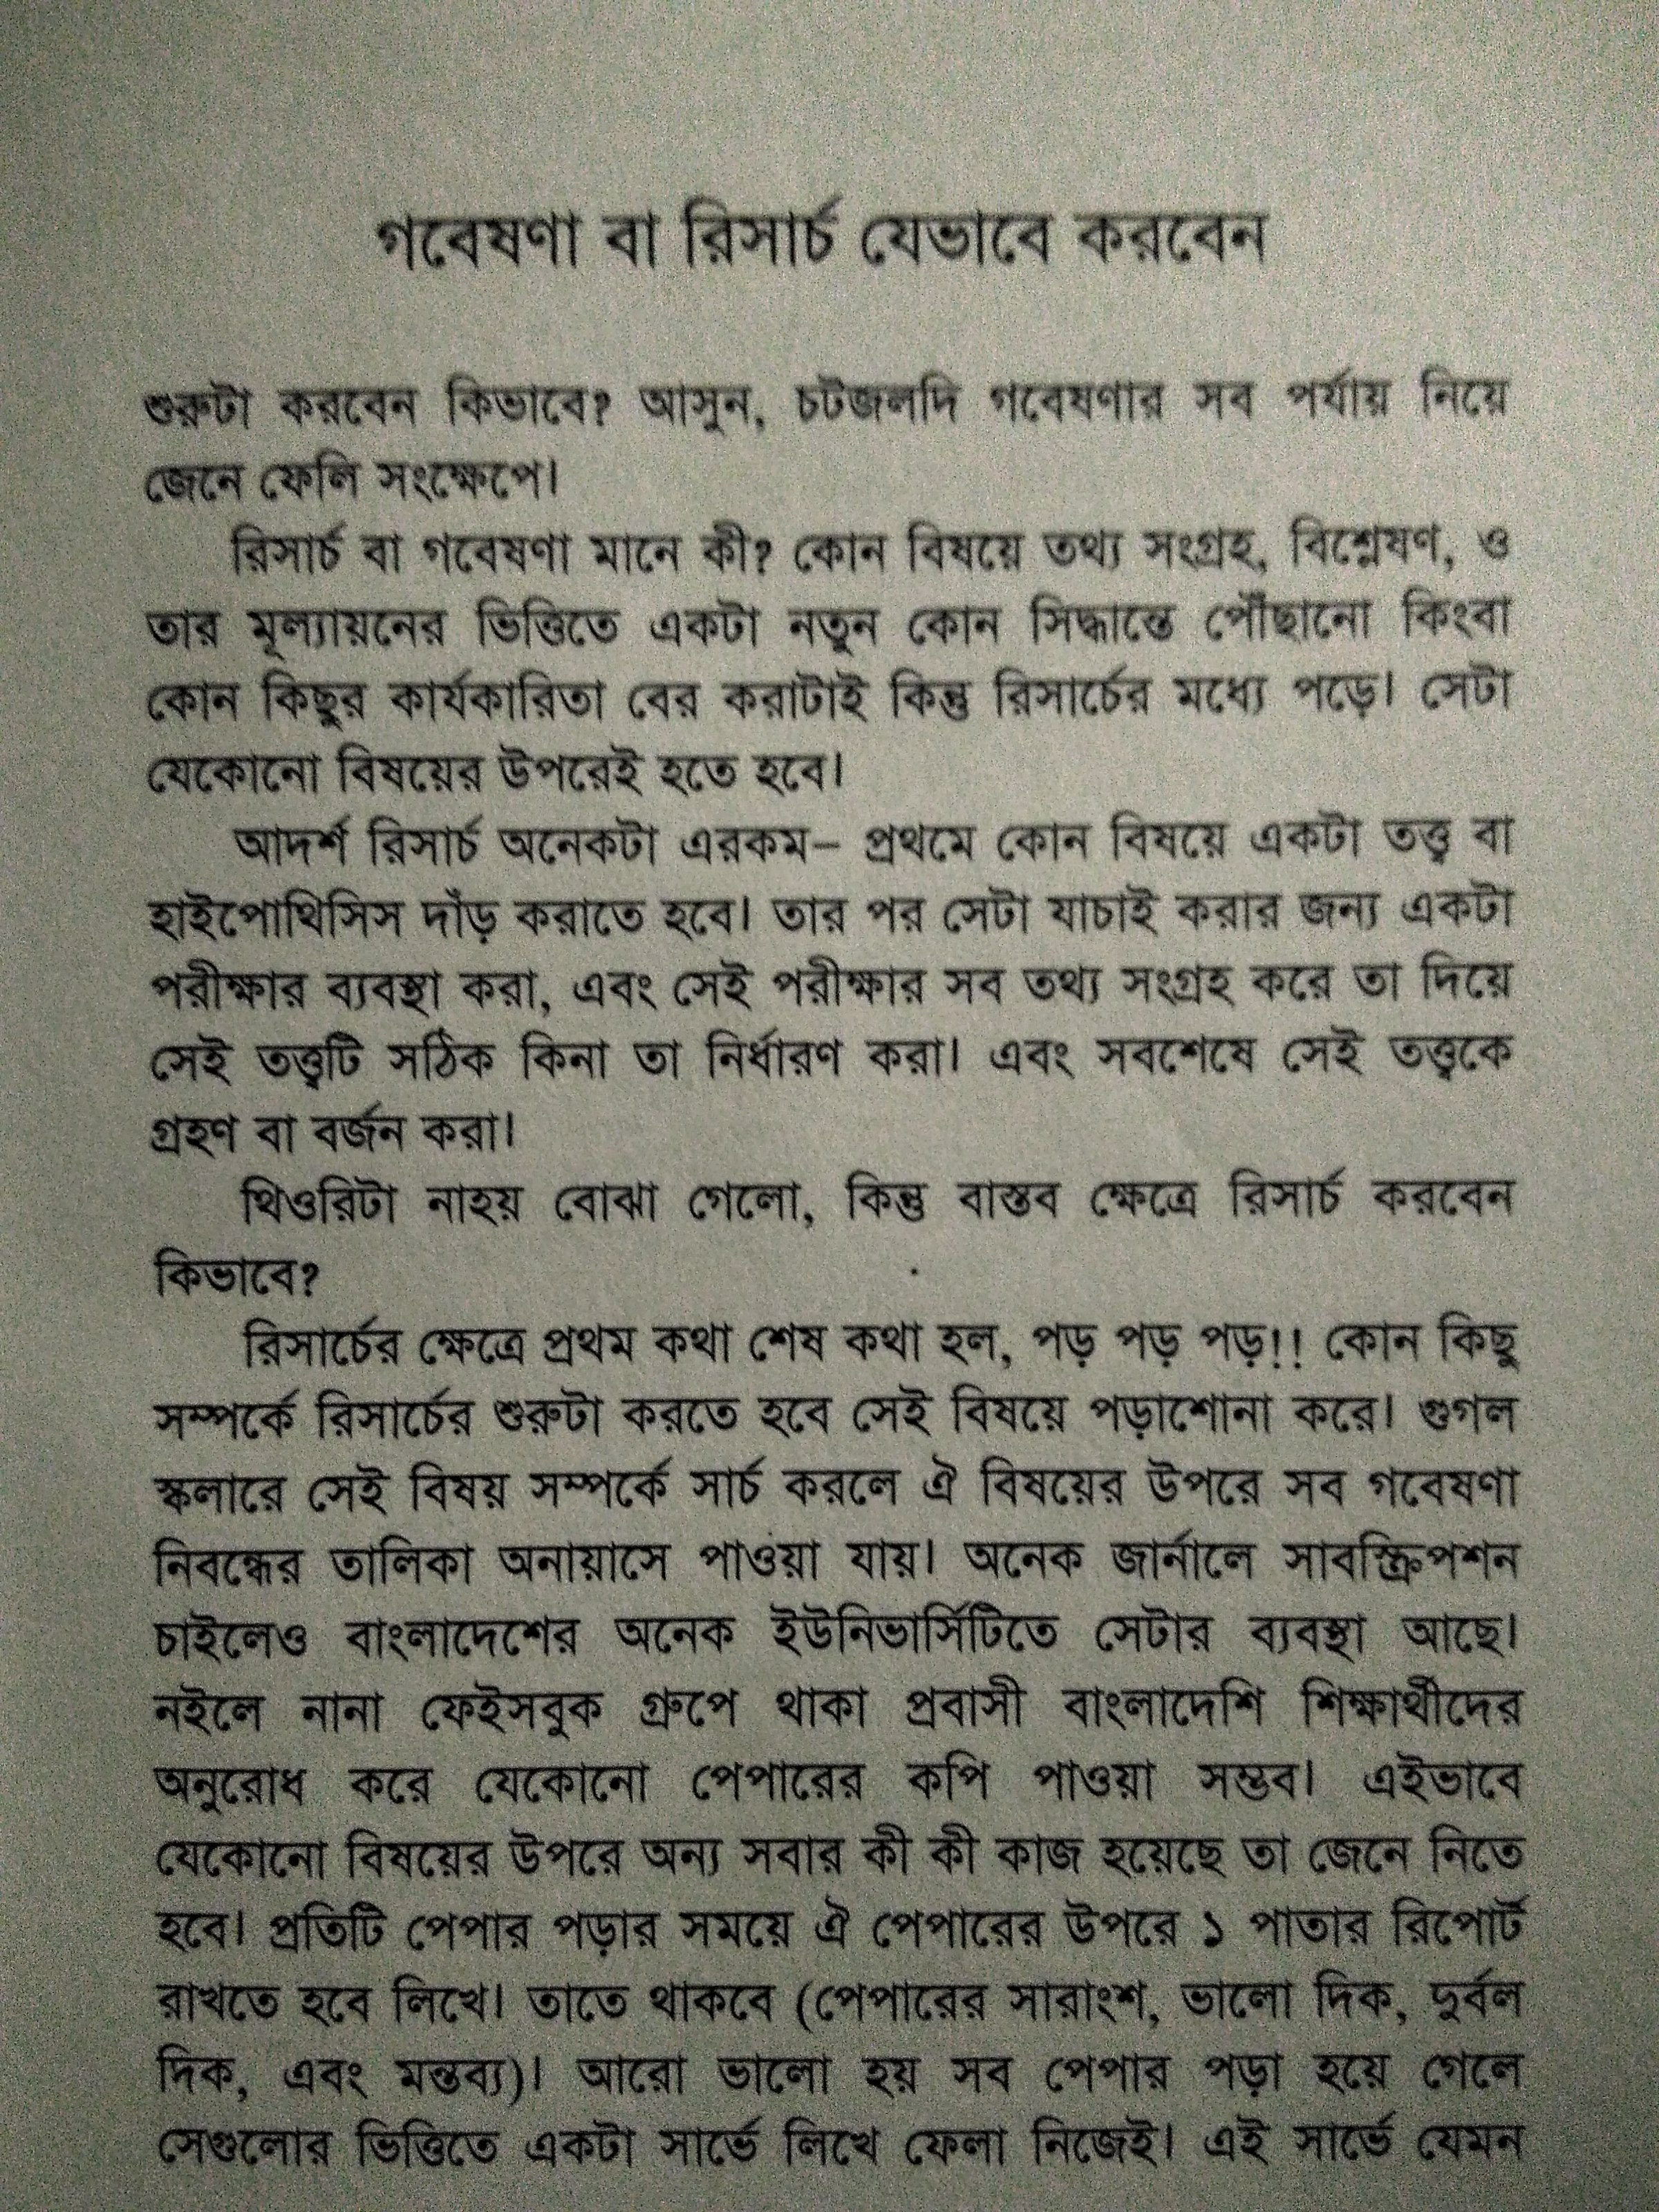 গবেষণা বা রিসার্চ যেভাবে করবেন
শুরুটা করবেন কিভাবে? আসুন, চটজলদি গবেষণার সব পর্যায় নিয়ে
জেনে ফেলি সংক্ষেপে।
রিসার্চ বা গবেষণা মানে কী? কোন বিষয়ে তথ্য সংগ্রহ, বিশ্লেষণ, ও
তার মূল্যায়নের ভিত্তিতে একটা নতুন কোন সিদ্ধান্তে পৌঁছানো কিংবা
কোন কিছুর কার্যকারিতা বের করাটাই কিন্তু রিসার্চের মধ্যে পড়ে। সেটা
যেকোনো বিষয়ের উপরেই হতে হবে।
আদর্শ রিসার্চ অনেকটা এরকম– প্রথমে কোন বিষয়ে একটা তত্ত্ব বা
হাইপোথিসিস দাঁড় করাতে হবে। তার পর সেটা যাচাই করার জন্য একটা
পরীক্ষার ব্যবস্থা করা, এবং সেই পরীক্ষার সব তথ্য সংগ্রহ করে তা দিয়ে
সেই তত্ত্বটি সঠিক কিনা তা নির্ধারণ করা। এবং সবশেষে সেই তত্ত্বকে
গ্রহণ বা বর্জন করা।
থিওরিটা নাহয় বোঝা গেলো, কিন্তু বাস্তব ক্ষেত্রে রিসার্চ করবেন
কিভাবে?
রিসার্চের ক্ষেত্রে প্রথম কথা শেষ কথা হল, পড় পড় পড়!! কোন কিছু
সম্পর্কে রিসার্চের শুরুটা করতে হবে সেই বিষয়ে পড়াশোনা করে। গুগল
স্কলারে সেই বিষয় সম্পর্কে সার্চ করলে ঐ বিষয়ের উপরে সব গবেষণা
নিবন্ধের তালিকা অনায়াসে পাওয়া যায়। অনেক জার্নালে সাবস্ক্রিপশন
চাইলেও বাংলাদেশের অনেক ইউনিভার্সিটিতে সেটার ব্যবস্থা আছে।
নইলে নানা ফেইসবুক গ্রুপে থাকা প্রবাসী বাংলাদেশি শিক্ষার্থীদের
অনুরোধ করে যেকোনো পেপারের কপি পাওয়া সম্ভব। এইভাবে
যেকোনো বিষয়ের উপরে অন্য সবার কী কী কাজ হয়েছে তা জেনে নিতে
হবে। প্রতিটি পেপার পড়ার সময়ে ঐ পেপারের উপরে ১ পাতার রিপোর্ট
রাখতে হবে লিখে। তাতে থাকবে (পেপারের সারাংশ, ভালো দিক, দুর্বল
দিক, এবং মন্তব্য)। আরো ভালো হয় সব পেপার পড়া হয়ে গেলে
সেগুলোর ভিত্তিতে একটা সার্ভে লিখে ফেলা নিজেই। এই সার্ভে যেমন